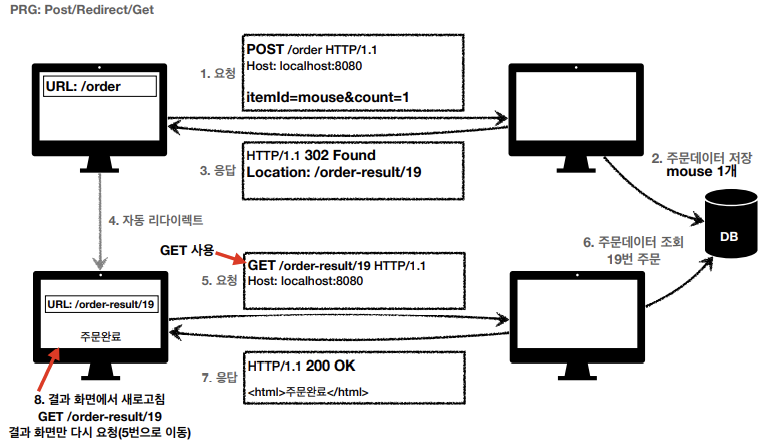 PRG: Post/Redirect/Get
URL: /order
1. 요청
POST /order HTTP/1.1
Host: localhost:8080
itemId=mouse&count=1
3. 응답
HTTP/1.1 302 Found
Location: /order-result/19
2. 주문데이터 저장
mouse 1개
DB
4. 자동 리다이렉트
GET 사용
5. 요청
GET /order-result/19 HTTP/1.1
Host: localhost:8080
6. 주문데이터 조회
19번 주문
URL: /order-result/19
주문완료
7. 응답
HTTP/1.1 200 OK
<html>주문완료</html>
8. 결과 화면에서 새로고침
GET /order-result/19
결과 화면만 다시 요청(5번으로 이동)